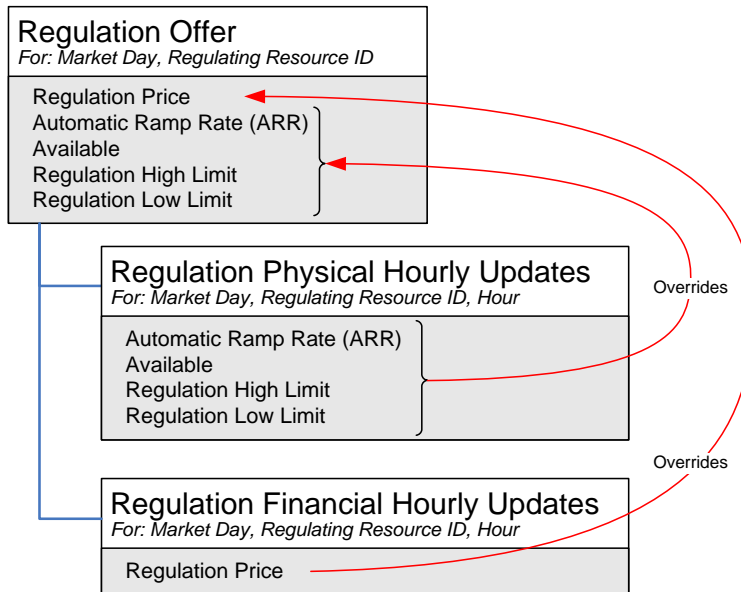 Regulation Offer
For: Market Day, Regulating Resource ID
Regulation Price
Automatic Ramp Rate (ARR)
Available
Regulation High Limit
Regulation Low Limit
Regulation Physical Hourly Updates
For: Market Day, Regulating Resource ID, Hour
Overrides
Automatic Ramp Rate (ARR)
Available
Regulation High Limit
Regulation Low Limit
Overrides
Regulation Financial Hourly Updates
For: Market Day, Regulating Resource ID, Hour
Regulation Price